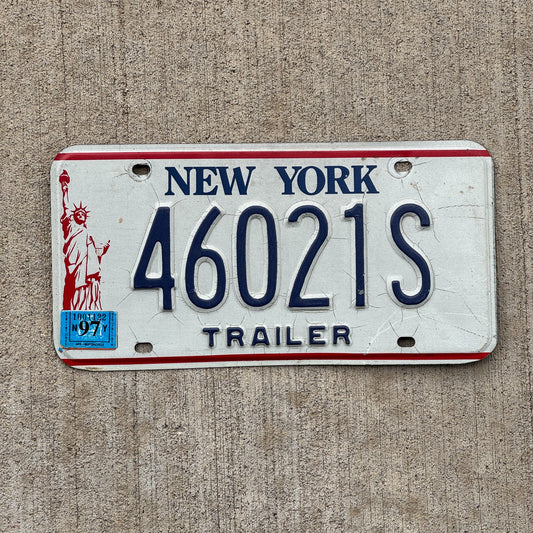 NEW YORK
46021S
N 97 Y
TRAILER